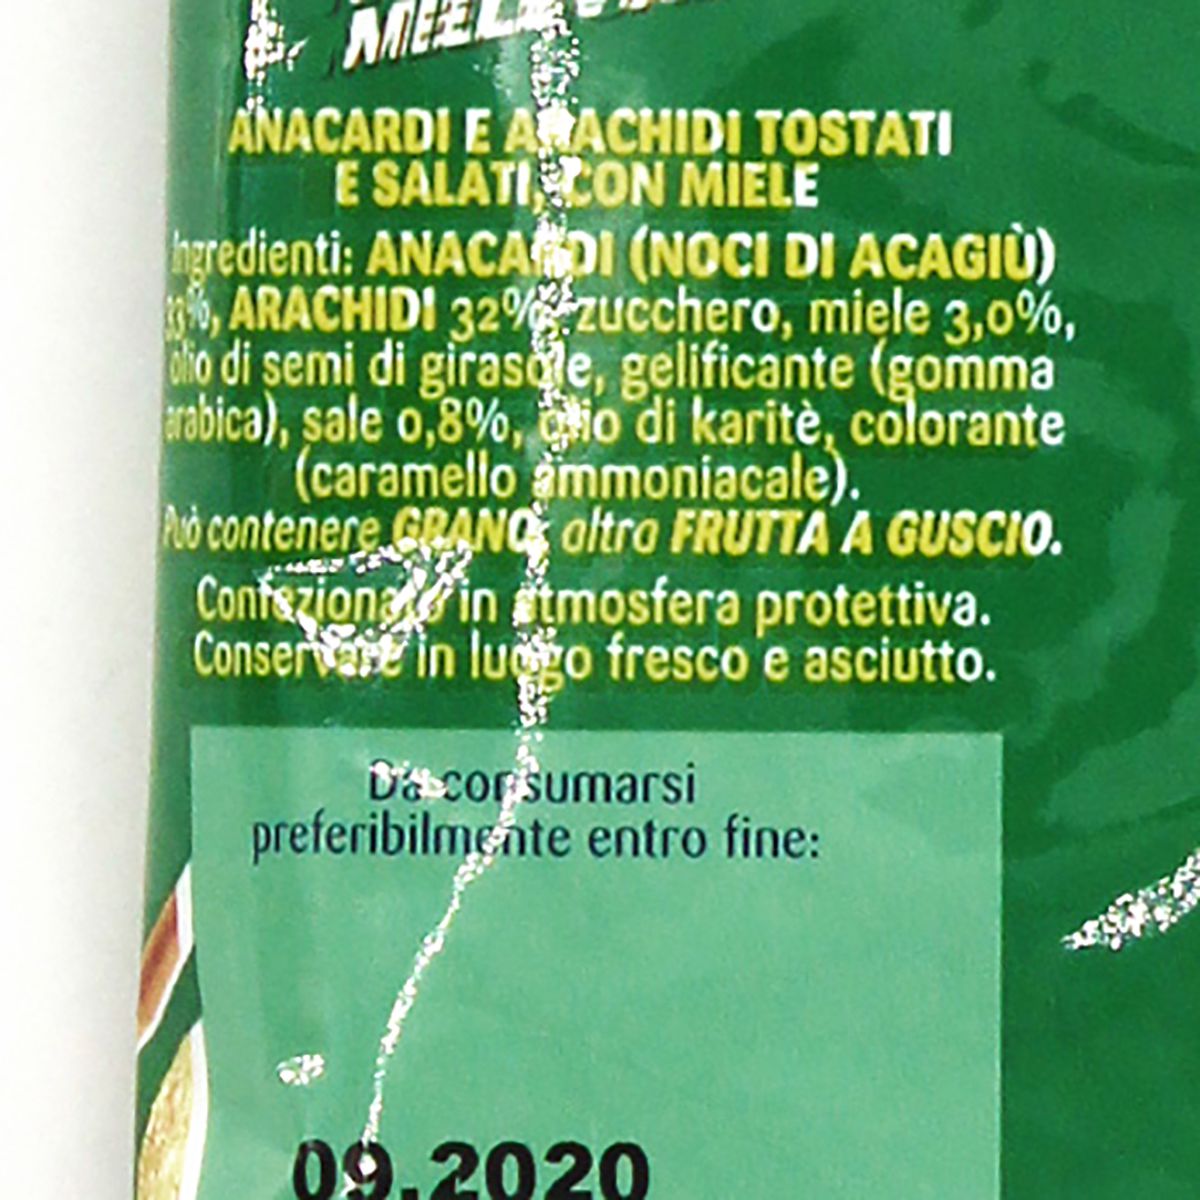 ANACARDI E ARACHIDI TOSTATI
E SALATI, CON MIELE
Ingredienti: ANACARDI (NOCI DI ACAGIÙ)
33%, ARACHIDI 32%, zucchero, miele 3,0%,
olio di semi di girasole, gelificante (gomma
arabica), sale 0,8%, olio di karitè, colorante
(caramello ammoniacale).
Può contenere GRANO, altra FRUTTA A GUSCIO.
Confezionato in atmosfera protettiva.
Conservare in luogo fresco e asciutto.
Da consumarsi
preferibilmente entro fine:
09.2020